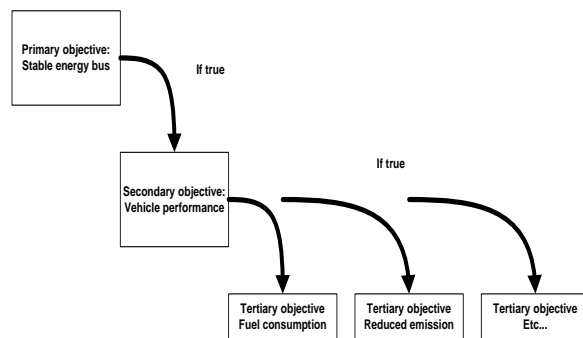 Primary objective:
Stable energy bus
If true
Secondary objective:
Vehicle performance
If true
Tertiary objective
Fuel consumption
Tertiary objective
Reduced emission
Tertiary objective
Etc...